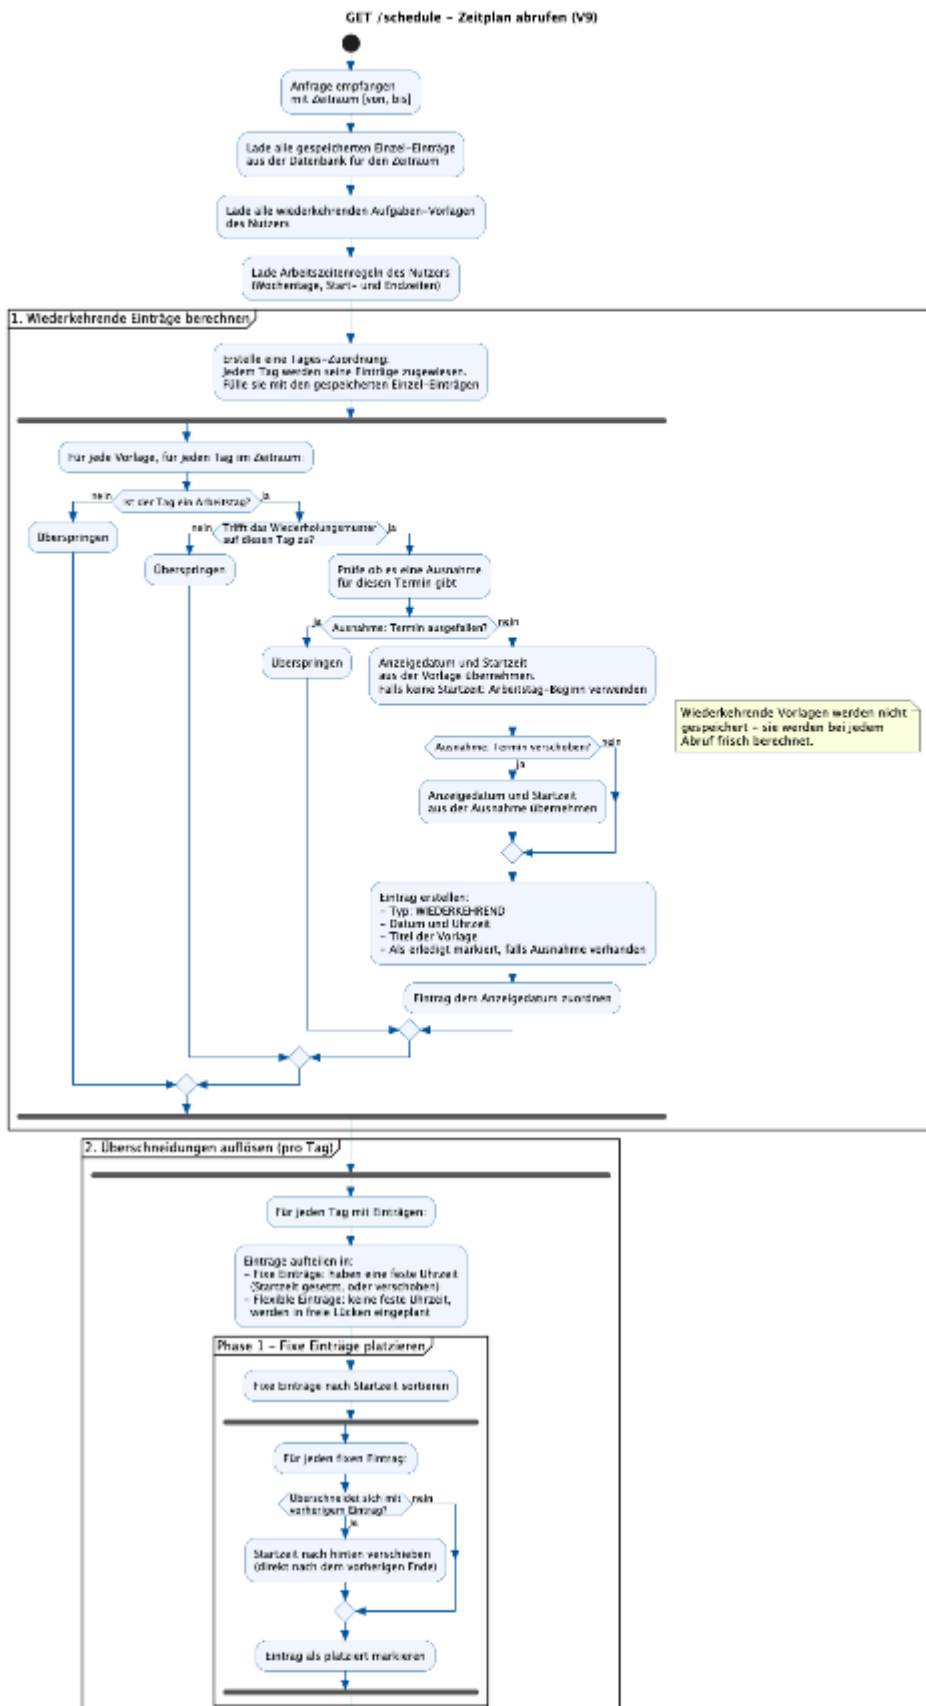 GET /schedule – Zeitplan abrufen (V9)
Anfrage empfangen
mit Zeitraum [von, bis]
Lade alle gespeicherten Einzel-Einträge
aus der Datenbank für den Zeitraum
Lade alle wiederkehrenden Aufgaben-Vorlagen
des Nutzers
Lade Arbeitszeitenregeln des Nutzers
(Wochentage, Start- und Endzeiten)
1. Wiederkehrende Einträge berechnen
Erstelle eine Tages-Zuordnung:
Jedem Tag werden seine Einträge zugewiesen.
Fülle sie mit den gespeicherten Einzel-Einträgen
Für jede Vorlage, für jeden Tag im Zeitraum:
nein
Ist der Tag ein Arbeitstag?
ja
Überspringen
nein
Trifft das Wiederholungsmuster
auf diesen Tag zu?
ja
Überspringen
Prüfe ob es eine Ausnahme
für diesen Termin gibt
ja
Ausnahme: Termin ausgefallen?
nein
Überspringen
Anzeigedatum und Startzeit
aus der Vorlage übernehmen.
Falls keine Startzeit: Arbeitstag-Beginn verwenden
Wiederkehrende Vorlagen werden nicht
gespeichert – sie werden bei jedem
Abruf frisch berechnet.
Ausnahme: Termin verschoben?
nein
ja
Anzeigedatum und Startzeit
aus der Ausnahme übernehmen
Eintrag erstellen:
– Typ: WIEDERKEHREND
– Datum und Uhrzeit
– Titel der Vorlage
– Als erledigt markiert, falls Ausnahme vorhanden
Eintrag dem Anzeigedatum zuordnen
2. Überschneidungen auflösen (pro Tag)
Für jeden Tag mit Einträgen:
Einträge aufteilen in:
– Fixe Einträge: haben eine feste Uhrzeit
(Startzeit gesetzt, oder verschoben)
– Flexible Einträge: keine feste Uhrzeit,
werden in freie Lücken eingeplant
Phase 1 – Fixe Einträge platzieren
Fixe Einträge nach Startzeit sortieren
Für jeden fixen Eintrag:
Überschneidet sich mit
vorherigem Eintrag?
nein
ja
Startzeit nach hinten verschieben
(direkt nach dem vorherigen Ende)
Eintrag als platziert markieren